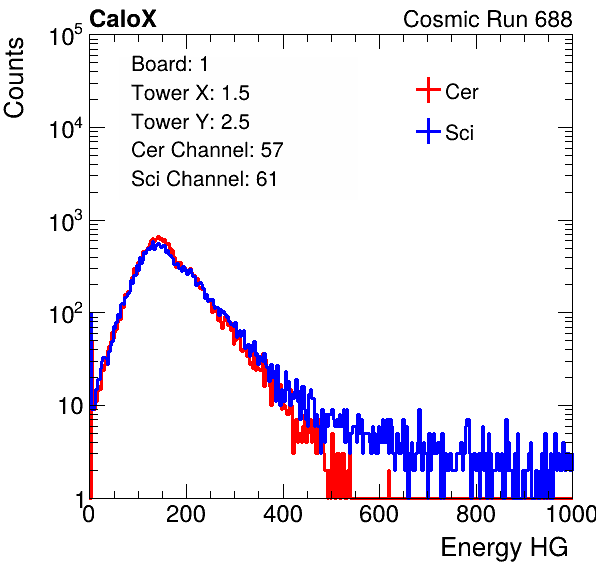 CaloX Cosmic Run 688
Counts
Board: 1
Tower X: 1.5
Tower Y: 2.5
Cer Channel: 57
Sci Channel: 61
Cer
Sci
10^5
10^4
10^3
10^2
10
1
0 200 400 600 800 1000
Energy HG